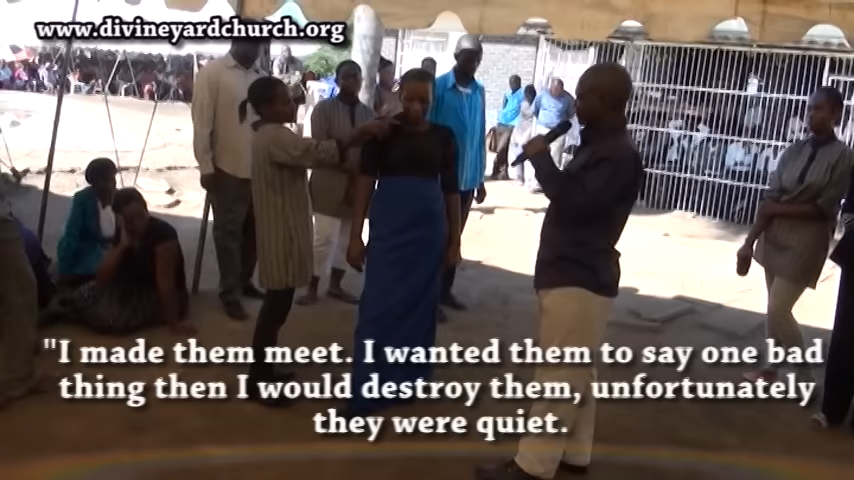 www.divineyardchurch.org
"I made them meet. I wanted them to say one bad
thing then I would destroy them, unfortunately
they were quiet.